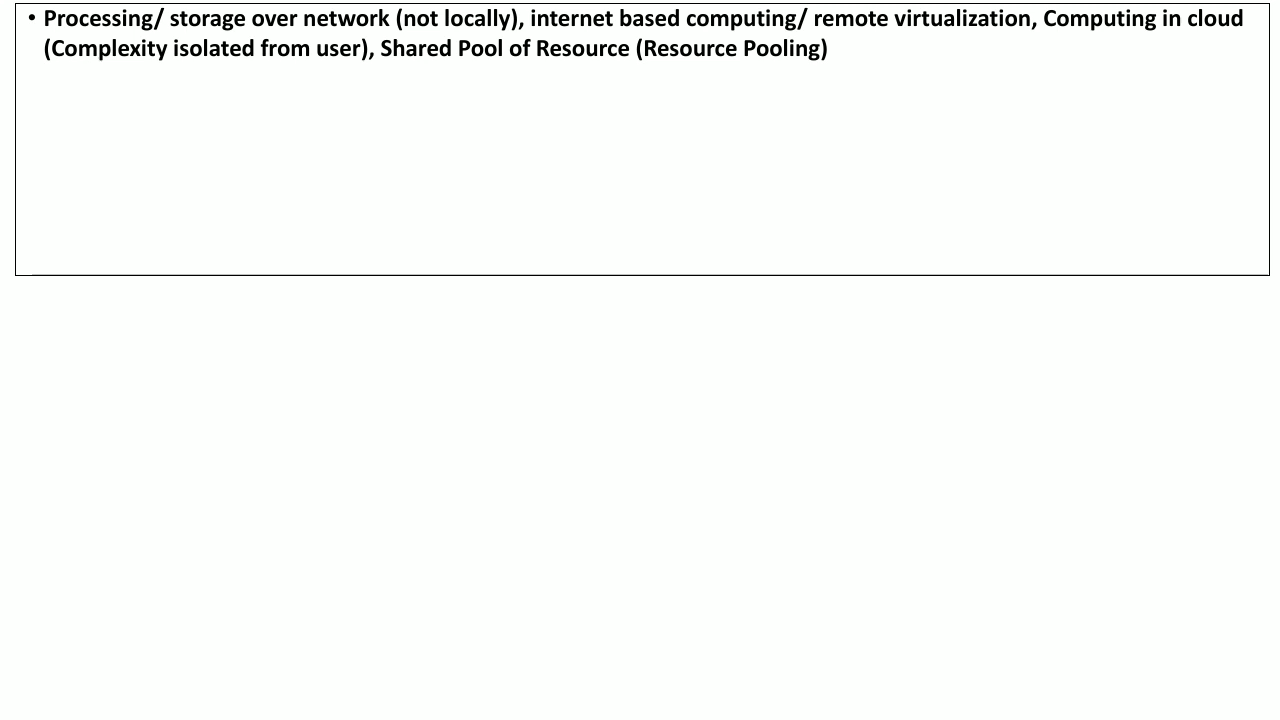 • Processing/ storage over network (not locally), internet based computing/ remote virtualization, Computing in cloud
(Complexity isolated from user), Shared Pool of Resource (Resource Pooling)